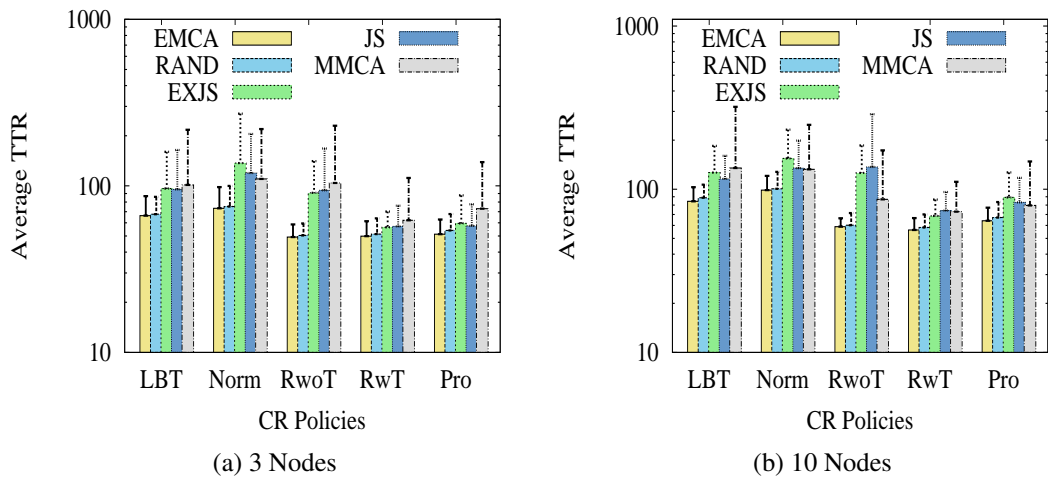 1000
100
10
Average TTR
EMCA
RAND
EXJS
JS
MMCA
LBT Norm RwoT RwT Pro
CR Policies
(a) 3 Nodes
1000
100
10
Average TTR
EMCA
RAND
EXJS
JS
MMCA
LBT Norm RwoT RwT Pro
CR Policies
(b) 10 Nodes